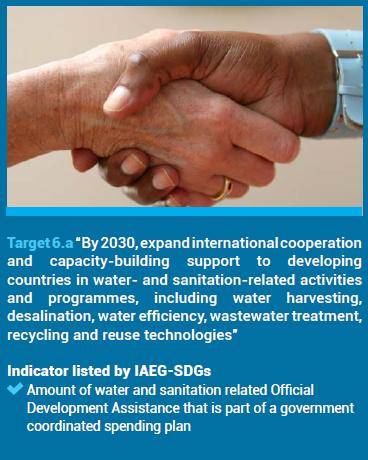 Target 6.a “By 2030, expand international cooperation
and capacity-building support to developing
countries in water- and sanitation-related activities
and programmes, including water harvesting,
desalination, water efficiency, wastewater treatment,
recycling and reuse technologies”
Indicator listed by IAEG-SDGs
Amount of water and sanitation related Official
Development Assistance that is part of a government
coordinated spending plan